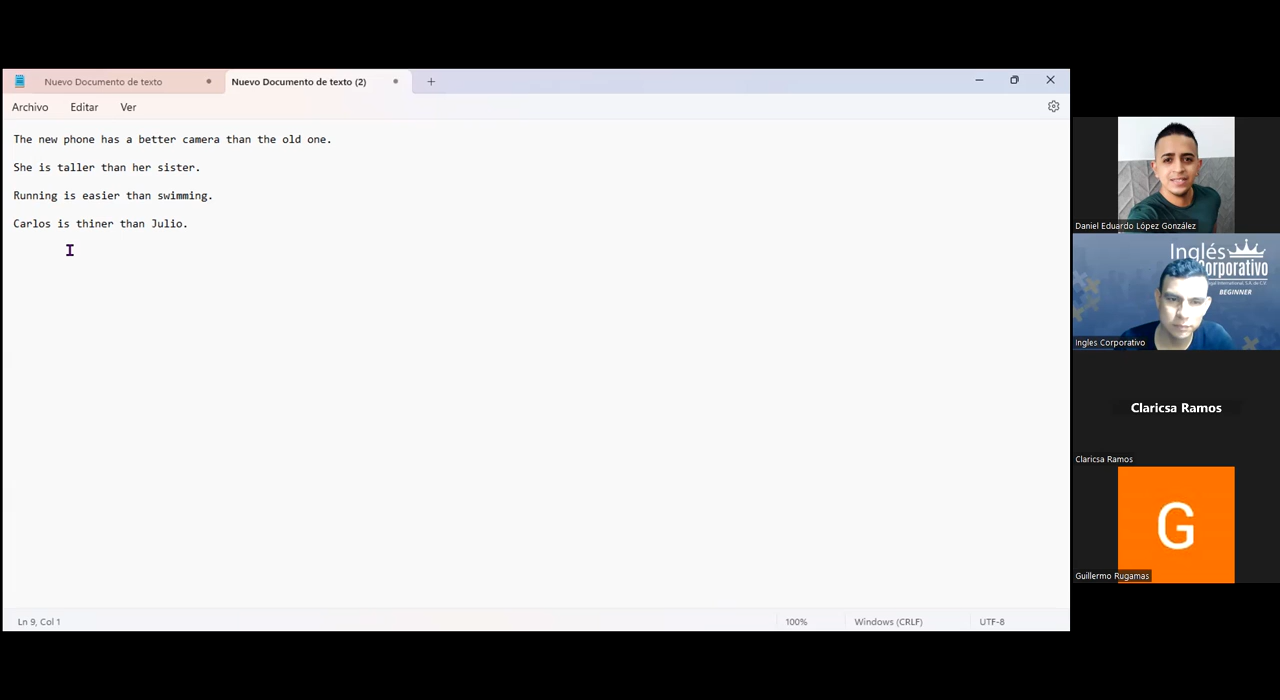 Nuevo Documento de texto
Nuevo Documento de texto (2)
Archivo
Editar
Ver
The new phone has a better camera than the old one.
She is taller than her sister.
Running is easier than swimming.
Carlos is thiner than Julio.
Ln 9, Col 1
100%
Windows (CRLF)
UTF-8
Daniel Eduardo López González
Inglés
Corporativo
BEGINNER
Ingles Corporativo
Claricsa Ramos
Claricsa Ramos
G
Guillermo Rugamas